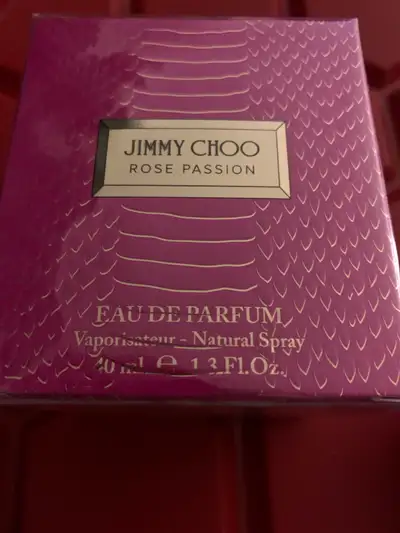 JIMMY CHOO
ROSE PASSION
EAU DE PARFUM
Vaporisateur - Natural Spray
40 ml ℮ 1.3.Fl.Oz.